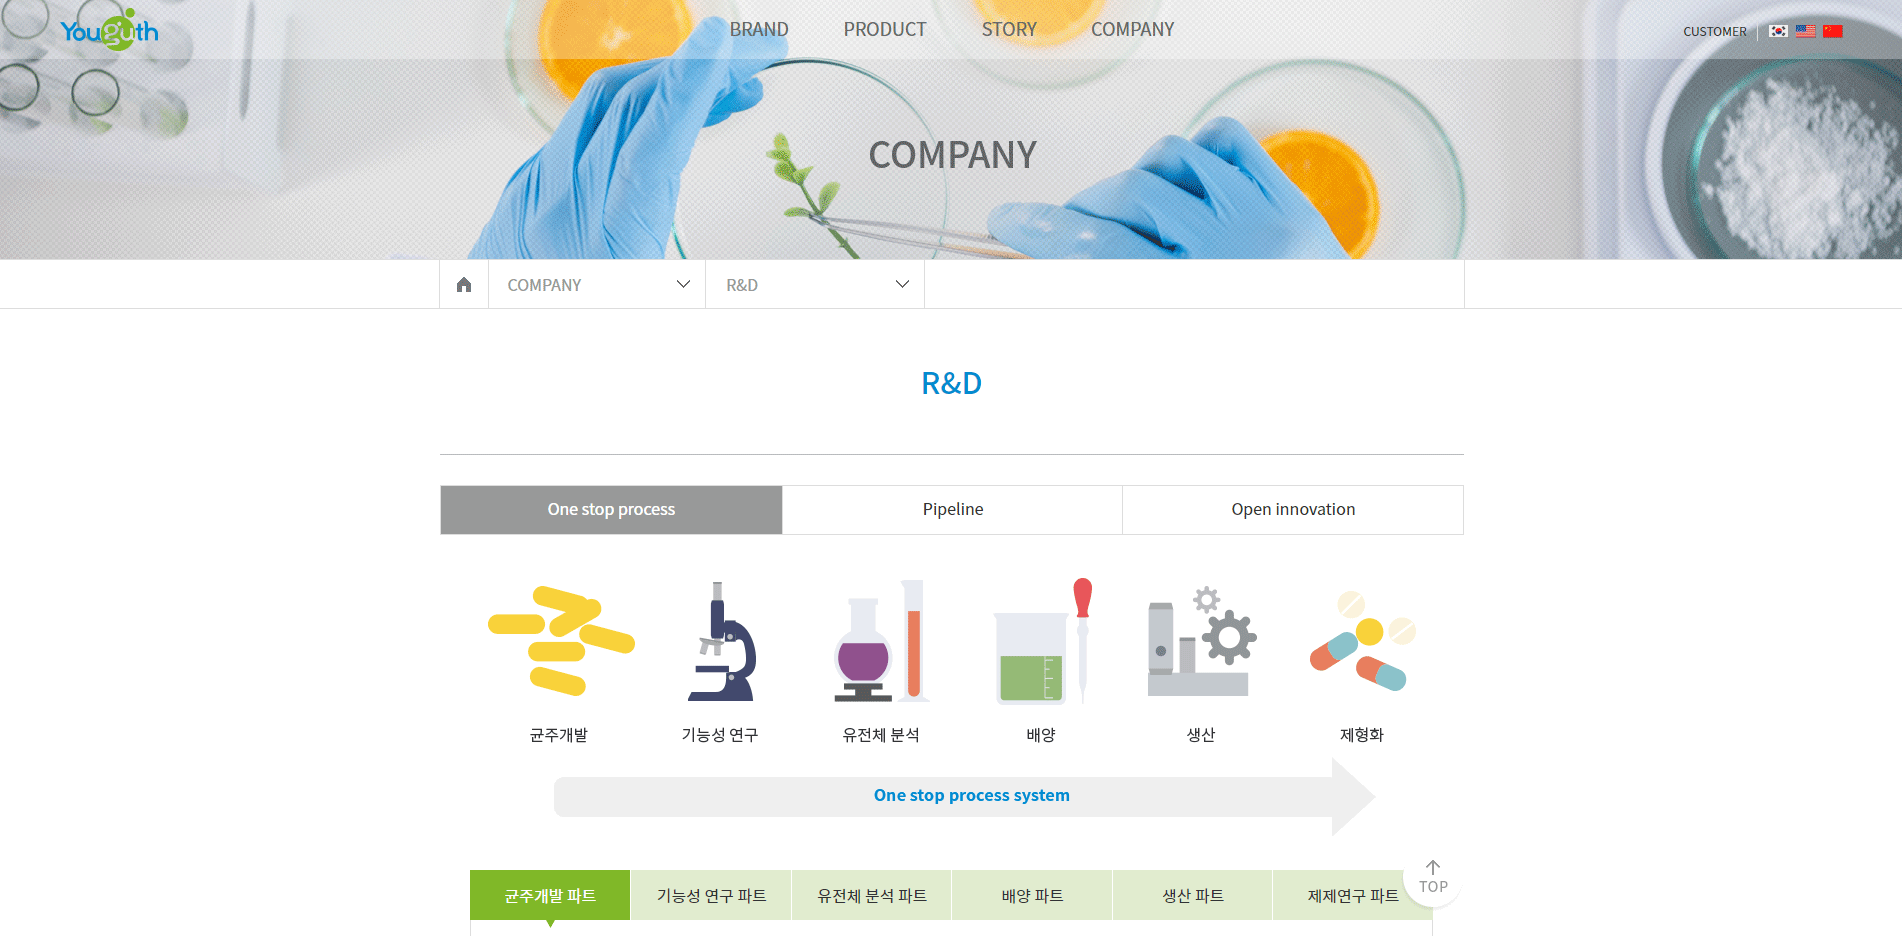 Youguth
BRAND PRODUCT STORY COMPANY
CUSTOMER
COMPANY
COMPANY R&D
R&D
One stop process Pipeline Open innovation
균주개발 기능성 연구 유전체 분석 배양 생산 제형화
One stop process system
균주개발 파트 기능성 연구 파트 유전체 분석 파트 배양 파트 생산 파트 제제연구 파트
TOP